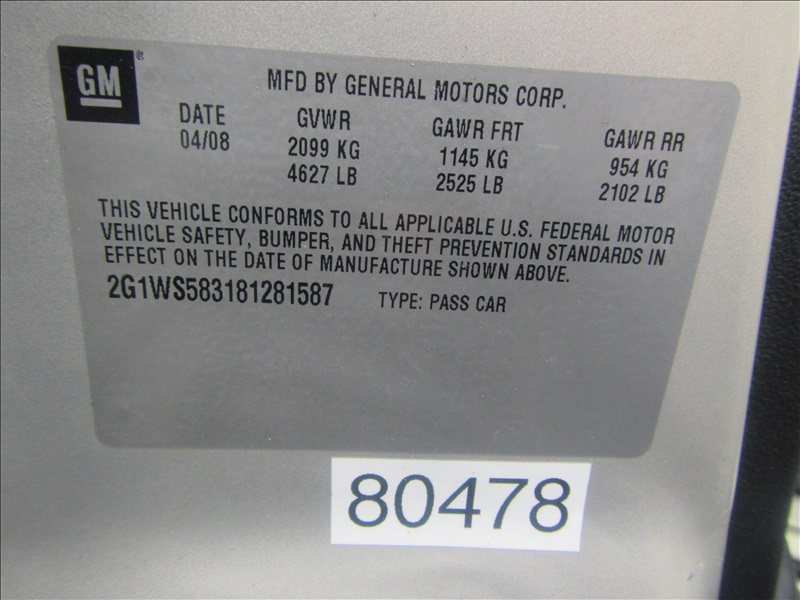 GM
MFD BY GENERAL MOTORS CORP.
DATE GVWR GAWR FRT GAWR RR
04/08 2099 KG 1145 KG 954 KG
4627 LB 2525 LB 2102 LB
THIS VEHICLE CONFORMS TO ALL APPLICABLE U.S. FEDERAL MOTOR
VEHICLE SAFETY, BUMPER, AND THEFT PREVENTION STANDARDS IN
EFFECT ON THE DATE OF MANUFACTURE SHOWN ABOVE.
2G1WS583181281587 TYPE: PASS CAR
80478